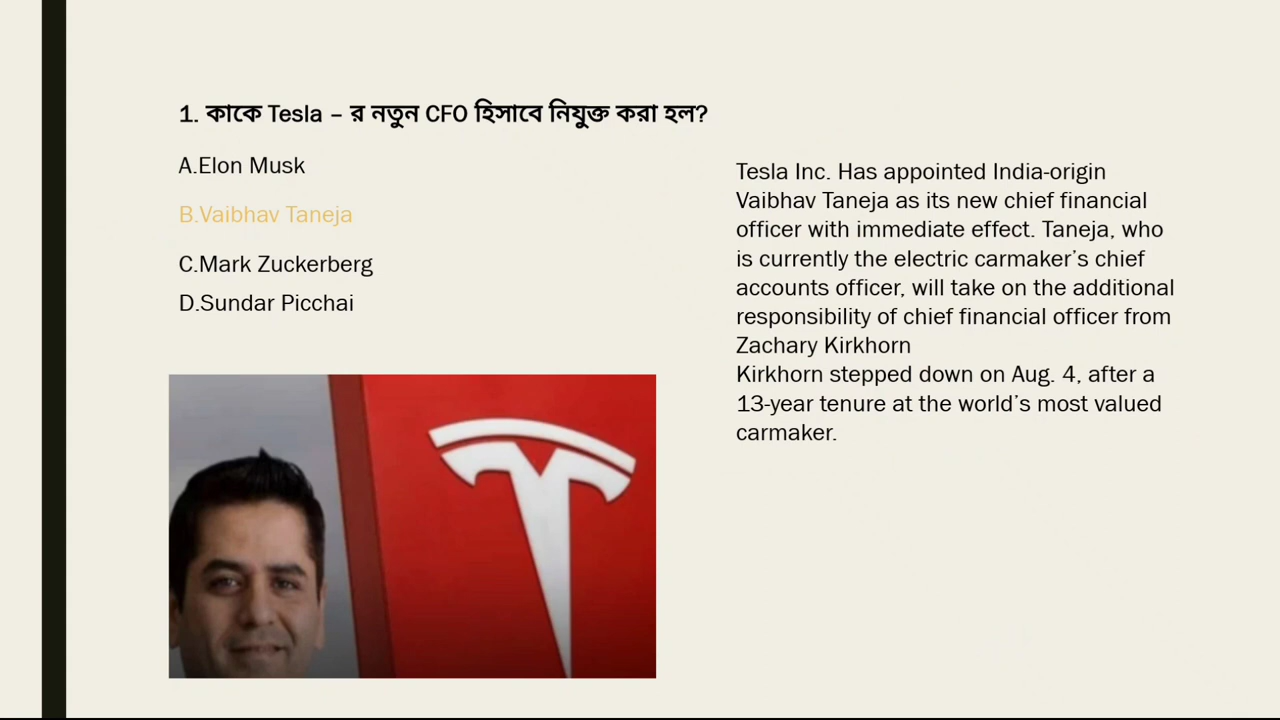 1. কাকে Tesla – র নতুন CFO হিসাবে নিযুক্ত করা হল?
A.Elon Musk
B.Vaibhav Taneja
C.Mark Zuckerberg
D.Sundar Picchai
Tesla Inc. Has appointed India-origin
Vaibhav Taneja as its new chief financial
officer with immediate effect. Taneja, who
is currently the electric carmaker’s chief
accounts officer, will take on the additional
responsibility of chief financial officer from
Zachary Kirkhorn
Kirkhorn stepped down on Aug. 4, after a
13-year tenure at the world’s most valued
carmaker.